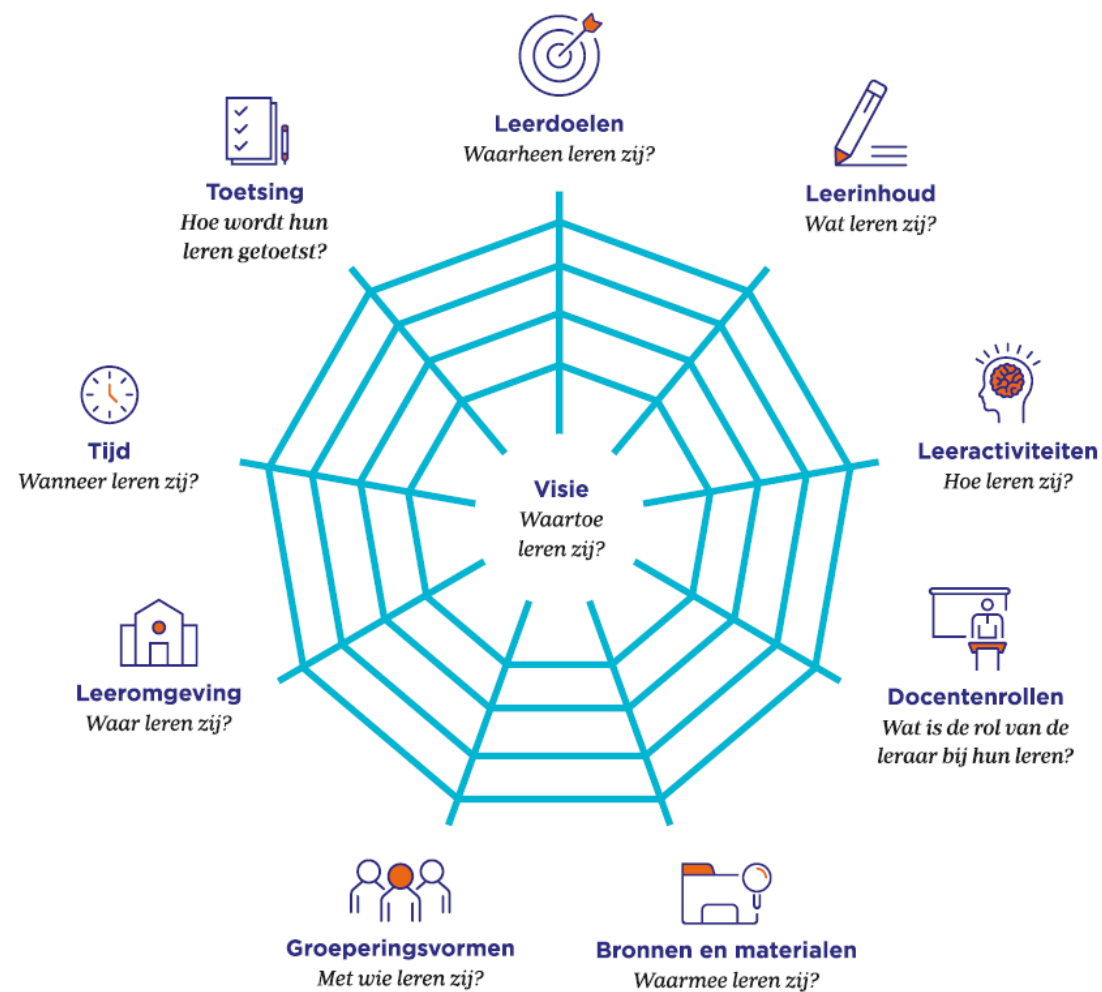 Leerdoelen
Waarheen leren zij?
Leerinhoud
Wat leren zij?
Leeractiviteiten
Hoe leren zij?
Docentenrollen
Wat is de rol van de
leraar bij hun leren?
Bronnen en materialen
Waarmee leren zij?
Groeperingsvormen
Met wie leren zij?
Leeromgeving
Waar leren zij?
Tijd
Wanneer leren zij?
Toetsing
Hoe wordt hun
leren getoetst?
Visie
Waartoe
leren zij?